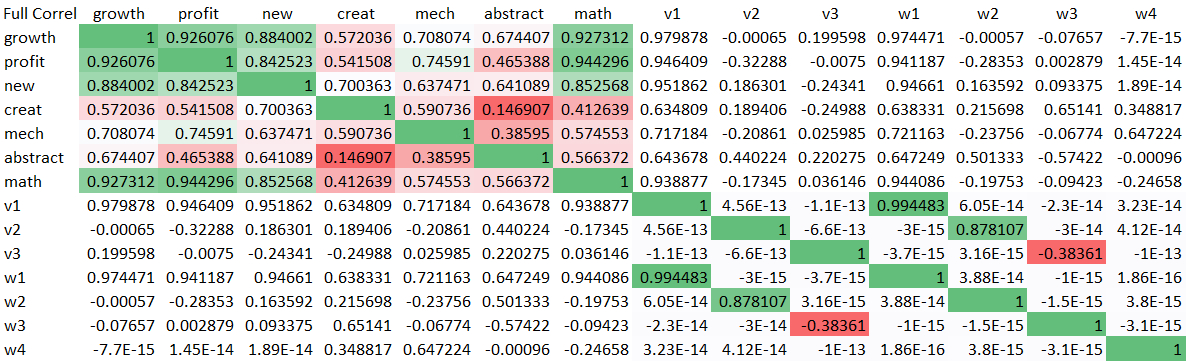 Full Correl growth profit new creat mech abstract math v1 v2 v3 w1 w2 w3 w4
growth 1 0.926076 0.884002 0.572036 0.708074 0.674407 0.927312 0.979878 -0.00065 0.199598 0.974471 -0.00057 -0.07657 -7.7E-15
profit 0.926076 1 0.842523 0.541508 0.74591 0.465388 0.944296 0.946409 -0.32288 -0.0075 0.941187 -0.28353 0.002879 1.45E-14
new 0.884002 0.842523 1 0.700363 0.637471 0.641089 0.852568 0.951862 0.186301 -0.24341 0.94661 0.163592 0.093375 1.89E-14
creat 0.572036 0.541508 0.700363 1 0.590736 0.146907 0.412639 0.634809 0.189406 -0.24988 0.638331 0.215698 0.65141 0.348817
mech 0.708074 0.74591 0.637471 0.590736 1 0.38595 0.574553 0.717184 -0.20861 0.025985 0.721163 -0.23756 -0.06774 0.647224
abstract 0.674407 0.465388 0.641089 0.146907 0.38595 1 0.566372 0.643678 0.440224 0.220275 0.647249 0.501333 -0.57422 -0.00096
math 0.927312 0.944296 0.852568 0.412639 0.574553 0.566372 1 0.938877 -0.17345 0.036146 0.944086 -0.19753 -0.09423 -0.24658
v1 0.979878 0.946409 0.951862 0.634809 0.717184 0.643678 0.938877 1 4.56E-13 -1.1E-13 0.994483 6.05E-14 -2.3E-14 3.23E-14
v2 -0.00065 -0.32288 0.186301 0.189406 -0.20861 0.440224 -0.17345 4.56E-13 1 -6.6E-13 -3E-15 0.878107 -3E-14 4.12E-14
v3 0.199598 -0.0075 -0.24341 -0.24988 0.025985 0.220275 0.036146 -1.1E-13 -6.6E-13 1 -3.7E-15 3.16E-15 -0.38361 -1E-13
w1 0.974471 0.941187 0.94661 0.638331 0.721163 0.647249 0.944086 0.994483 -3E-15 -3.7E-15 1 3.88E-14 -1E-15 1.86E-16
w2 -0.00057 -0.28353 0.163592 0.215698 -0.23756 0.501333 -0.19753 6.05E-14 0.878107 3.16E-15 3.88E-14 1 -1.5E-15 3.8E-15
w3 -0.07657 0.002879 0.093375 0.65141 -0.06774 -0.57422 -0.09423 -2.3E-14 -3E-14 -0.38361 -1E-15 -1.5E-15 1 -3.1E-15
w4 -7.7E-15 1.45E-14 1.89E-14 0.348817 0.647224 -0.00096 -0.24658 3.23E-14 4.12E-14 -1E-13 1.86E-16 3.8E-15 -3.1E-15 1